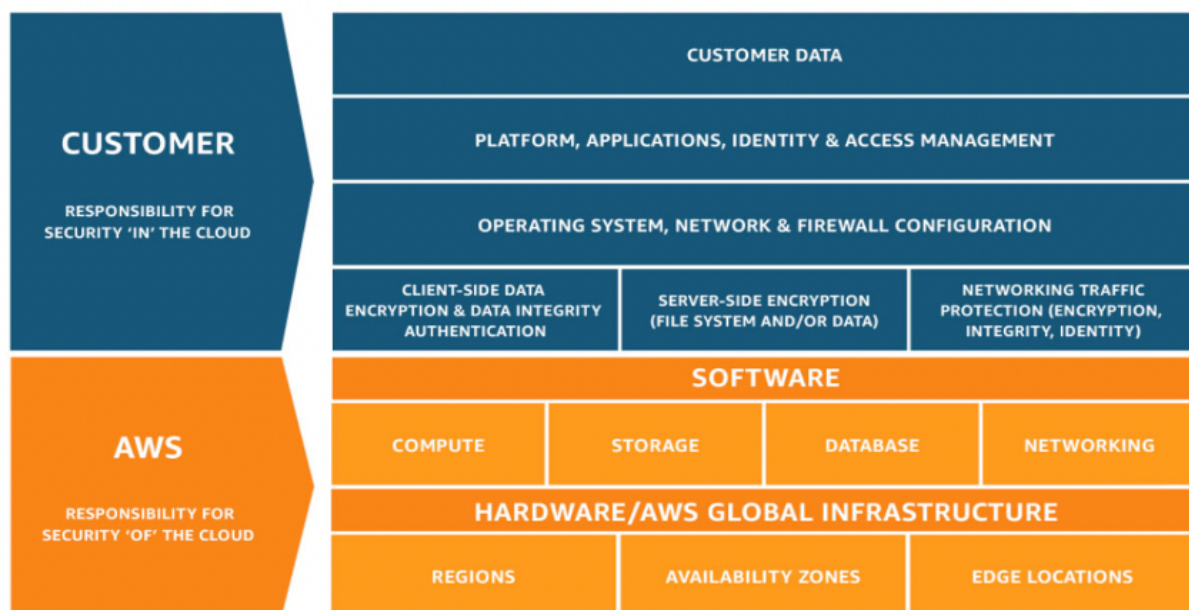 CUSTOMER
RESPONSIBILITY FOR
SECURITY ‘IN’ THE CLOUD
CUSTOMER DATA
PLATFORM, APPLICATIONS, IDENTITY & ACCESS MANAGEMENT
OPERATING SYSTEM, NETWORK & FIREWALL CONFIGURATION
CLIENT-SIDE DATA
ENCRYPTION & DATA INTEGRITY
AUTHENTICATION
SERVER-SIDE ENCRYPTION
(FILE SYSTEM AND/OR DATA)
NETWORKING TRAFFIC
PROTECTION (ENCRYPTION,
INTEGRITY, IDENTITY)
AWS
RESPONSIBILITY FOR
SECURITY ‘OF’ THE CLOUD
SOFTWARE
COMPUTE
STORAGE
DATABASE
NETWORKING
HARDWARE/AWS GLOBAL INFRASTRUCTURE
REGIONS
AVAILABILITY ZONES
EDGE LOCATIONS